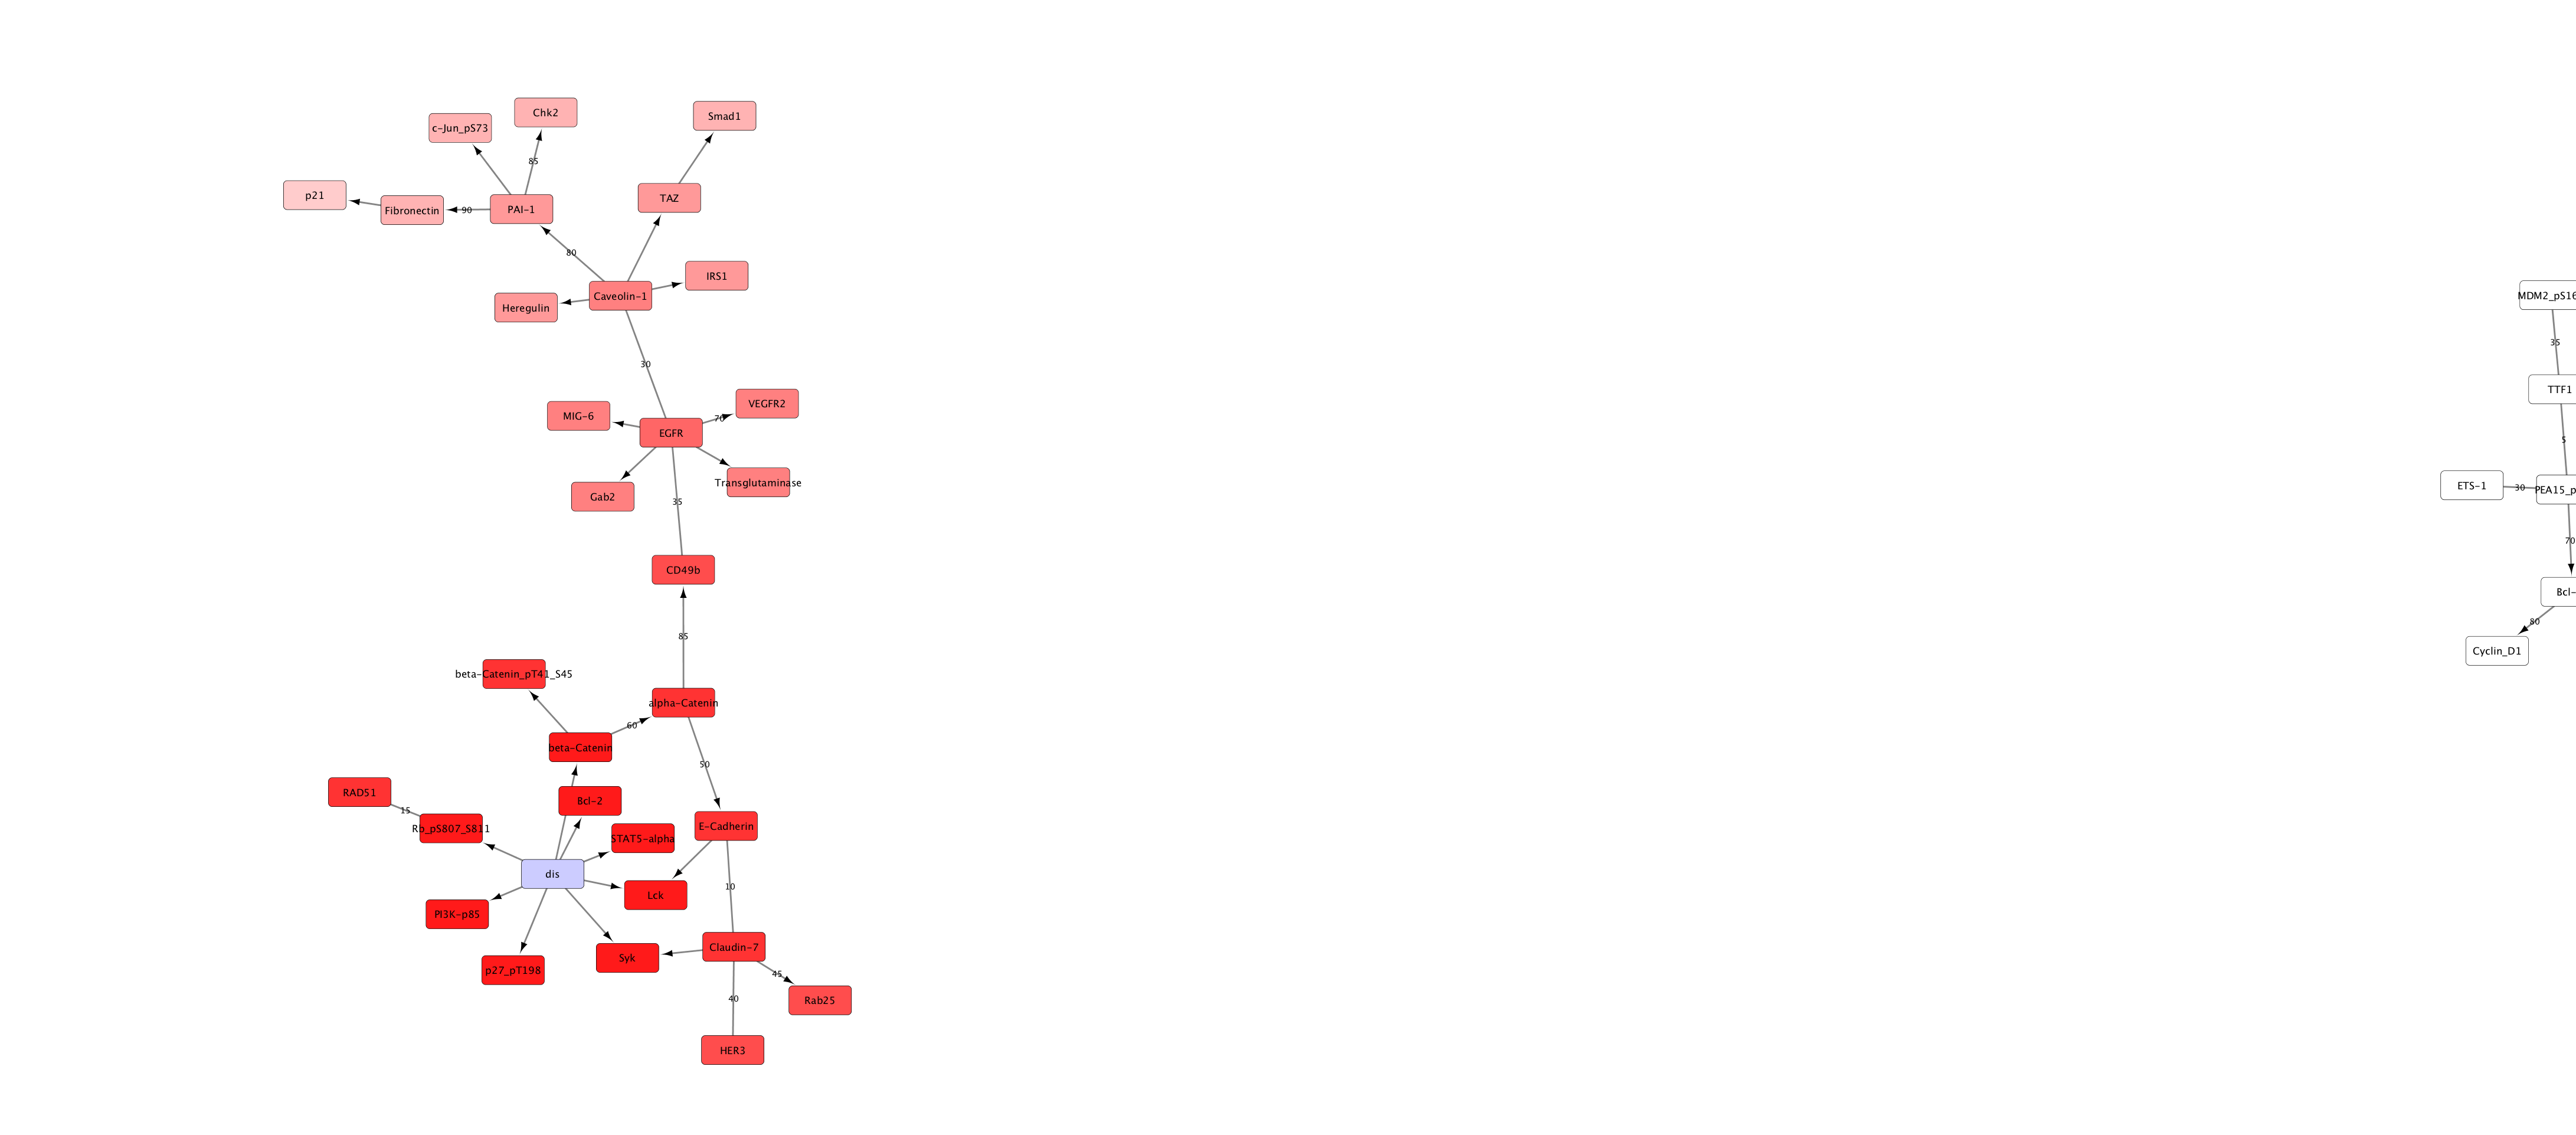 Chk2
Smad1
c-Jun_pS73
85
p21
TAZ
Fibronectin
90
PAI-1
80
IRS1
Caveolin-1
Heregulin
MDM2_pS16
35
30
TTF1
VEGFR2
MIG-6
70
EGFR
5
Transglutaminase
ETS-1
30
PEA15_p
Gab2
35
70
CD49b
Bcl-
80
85
Cyclin_D1
beta-Catenin_pT41_S45
alpha-Catenin
60
beta-Catenin
50
RAD51
Bcl-2
15
E-Cadherin
Rb_pS807_S811
STAT5-alpha
dis
10
Lck
PI3K-p85
Claudin-7
Syk
p27_pT198
45
40
Rab25
HER3